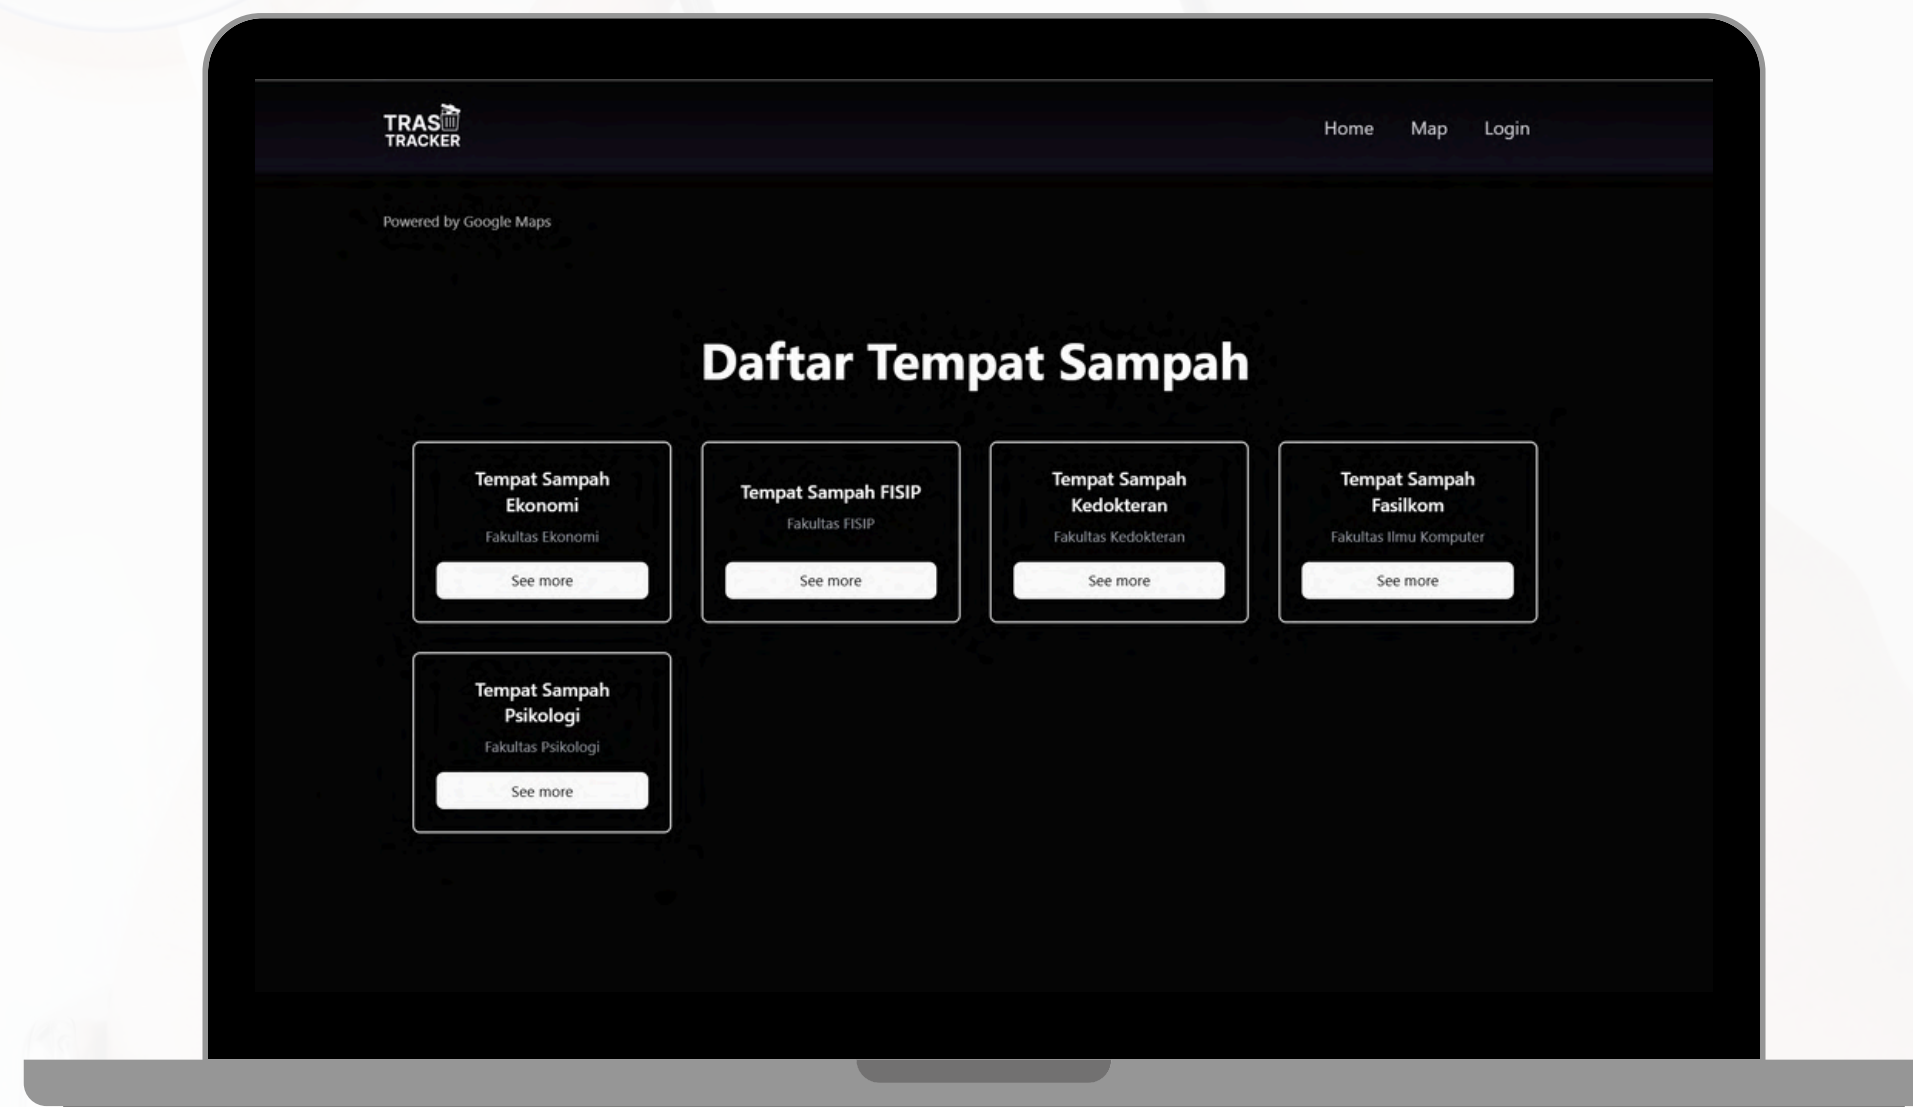 TRAS
TRACKER
Home Map Login
Powered by Google Maps
Daftar Tempat Sampah
Tempat Sampah
Ekonomi
Fakultas Ekonomi
See more
Tempat Sampah FISIP
Fakultas FISIP
See more
Tempat Sampah
Kedokteran
Fakultas Kedokteran
See more
Tempat Sampah
Fasilkom
Fakultas Ilmu Komputer
See more
Tempat Sampah
Psikologi
Fakultas Psikologi
See more